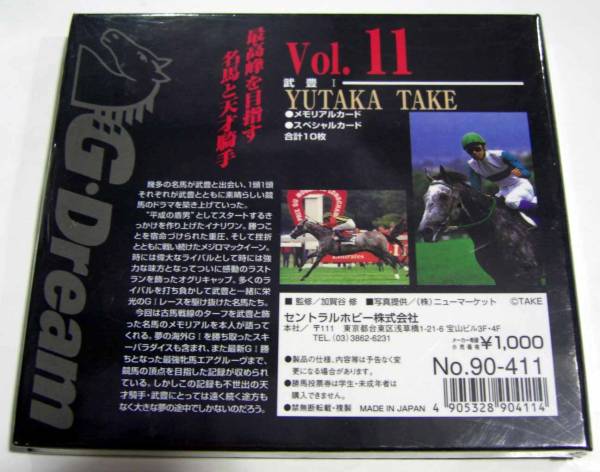 G·Dream
最高峰を目指す
名馬と天才騎手
Vol. 11
武 豊 I
YUTAKA TAKE
●メモリアルカード
●スペシャルカード
合計10枚
幾多の名馬が武豊と出会い、1頭1頭
それぞれが武豊とともに素晴らしい競
馬のドラマを築き上げていった。
"平成の盾男"としてスタートするき
っかけを作り上げたイナリワン。勝つこ
とを宿命づけられた重圧、そして挫折
とともに戦い続けたメジロマックイーン。
時には偉大なライバルとして時には強
力な味方となってついに感動のラスト
ランを飾ったオグリキャップ。多くのラ
イバルを打ち負かして武豊と一緒に栄
光のGIレースを駆け抜けた名馬たち。
今回は古馬戦線のターフを武豊と飾
った名馬のメモリアルを本人が語って
くれる。夢の海外GIを勝ち取ったスキ
ーパラダイスも含み、また最新GI勝
ちとなった最強牝馬エアグルーヴまで、
競馬の頂点を目指した記録が収められ
ている。しかしこの記録も不世出の天
才騎手・武豊にとっては遠く続く途方も
なく大きな夢の途中でしかないのだろう。
Emirates
■監修/加賀谷 修 ■写真提供/(株)ニューマーケット ©TAKE
セントラルホビー株式会社
本社/〒111 東京都台東区浅草橋1-21-6 宝山ビル3F・4F
TEL. (03) 3862-6231
メーカー希望
小売価格
¥1,000
●製品の仕様、内容等は予告なく変
更になる場合があります。
●勝馬投票券は学生・未成年者は
購入できません。
●禁無断転載・複製 MADE IN JAPAN
No.90-411
4 905328 904114